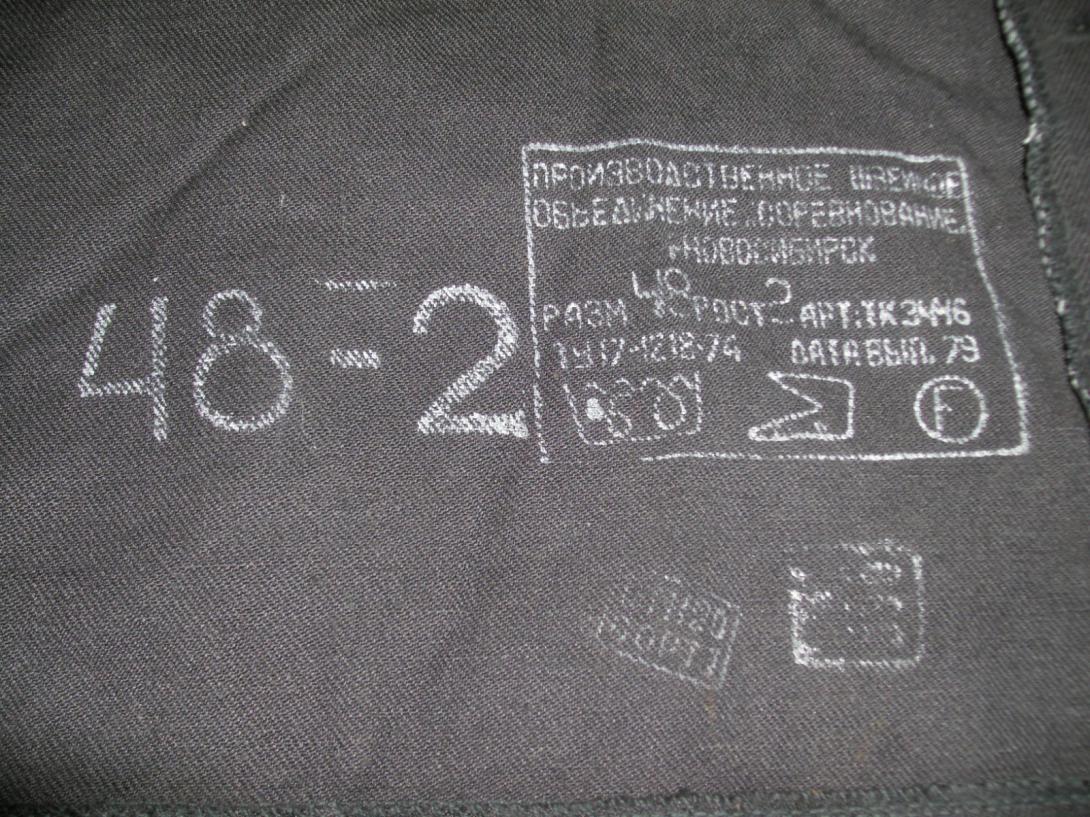 48-2
ПРОИЗВОДСТВЕННОЕ ШВЕЙНОЕ
ОБЪЕДИНЕНИЕ „СОРЕВНОВАНИЕ„
г.НОВОСИБИРСК
РАЗМ 48 РОСТ 2 АРТ.:ТК3446
ТУ17-1218-74 ДАТА ВЫП. 79
F